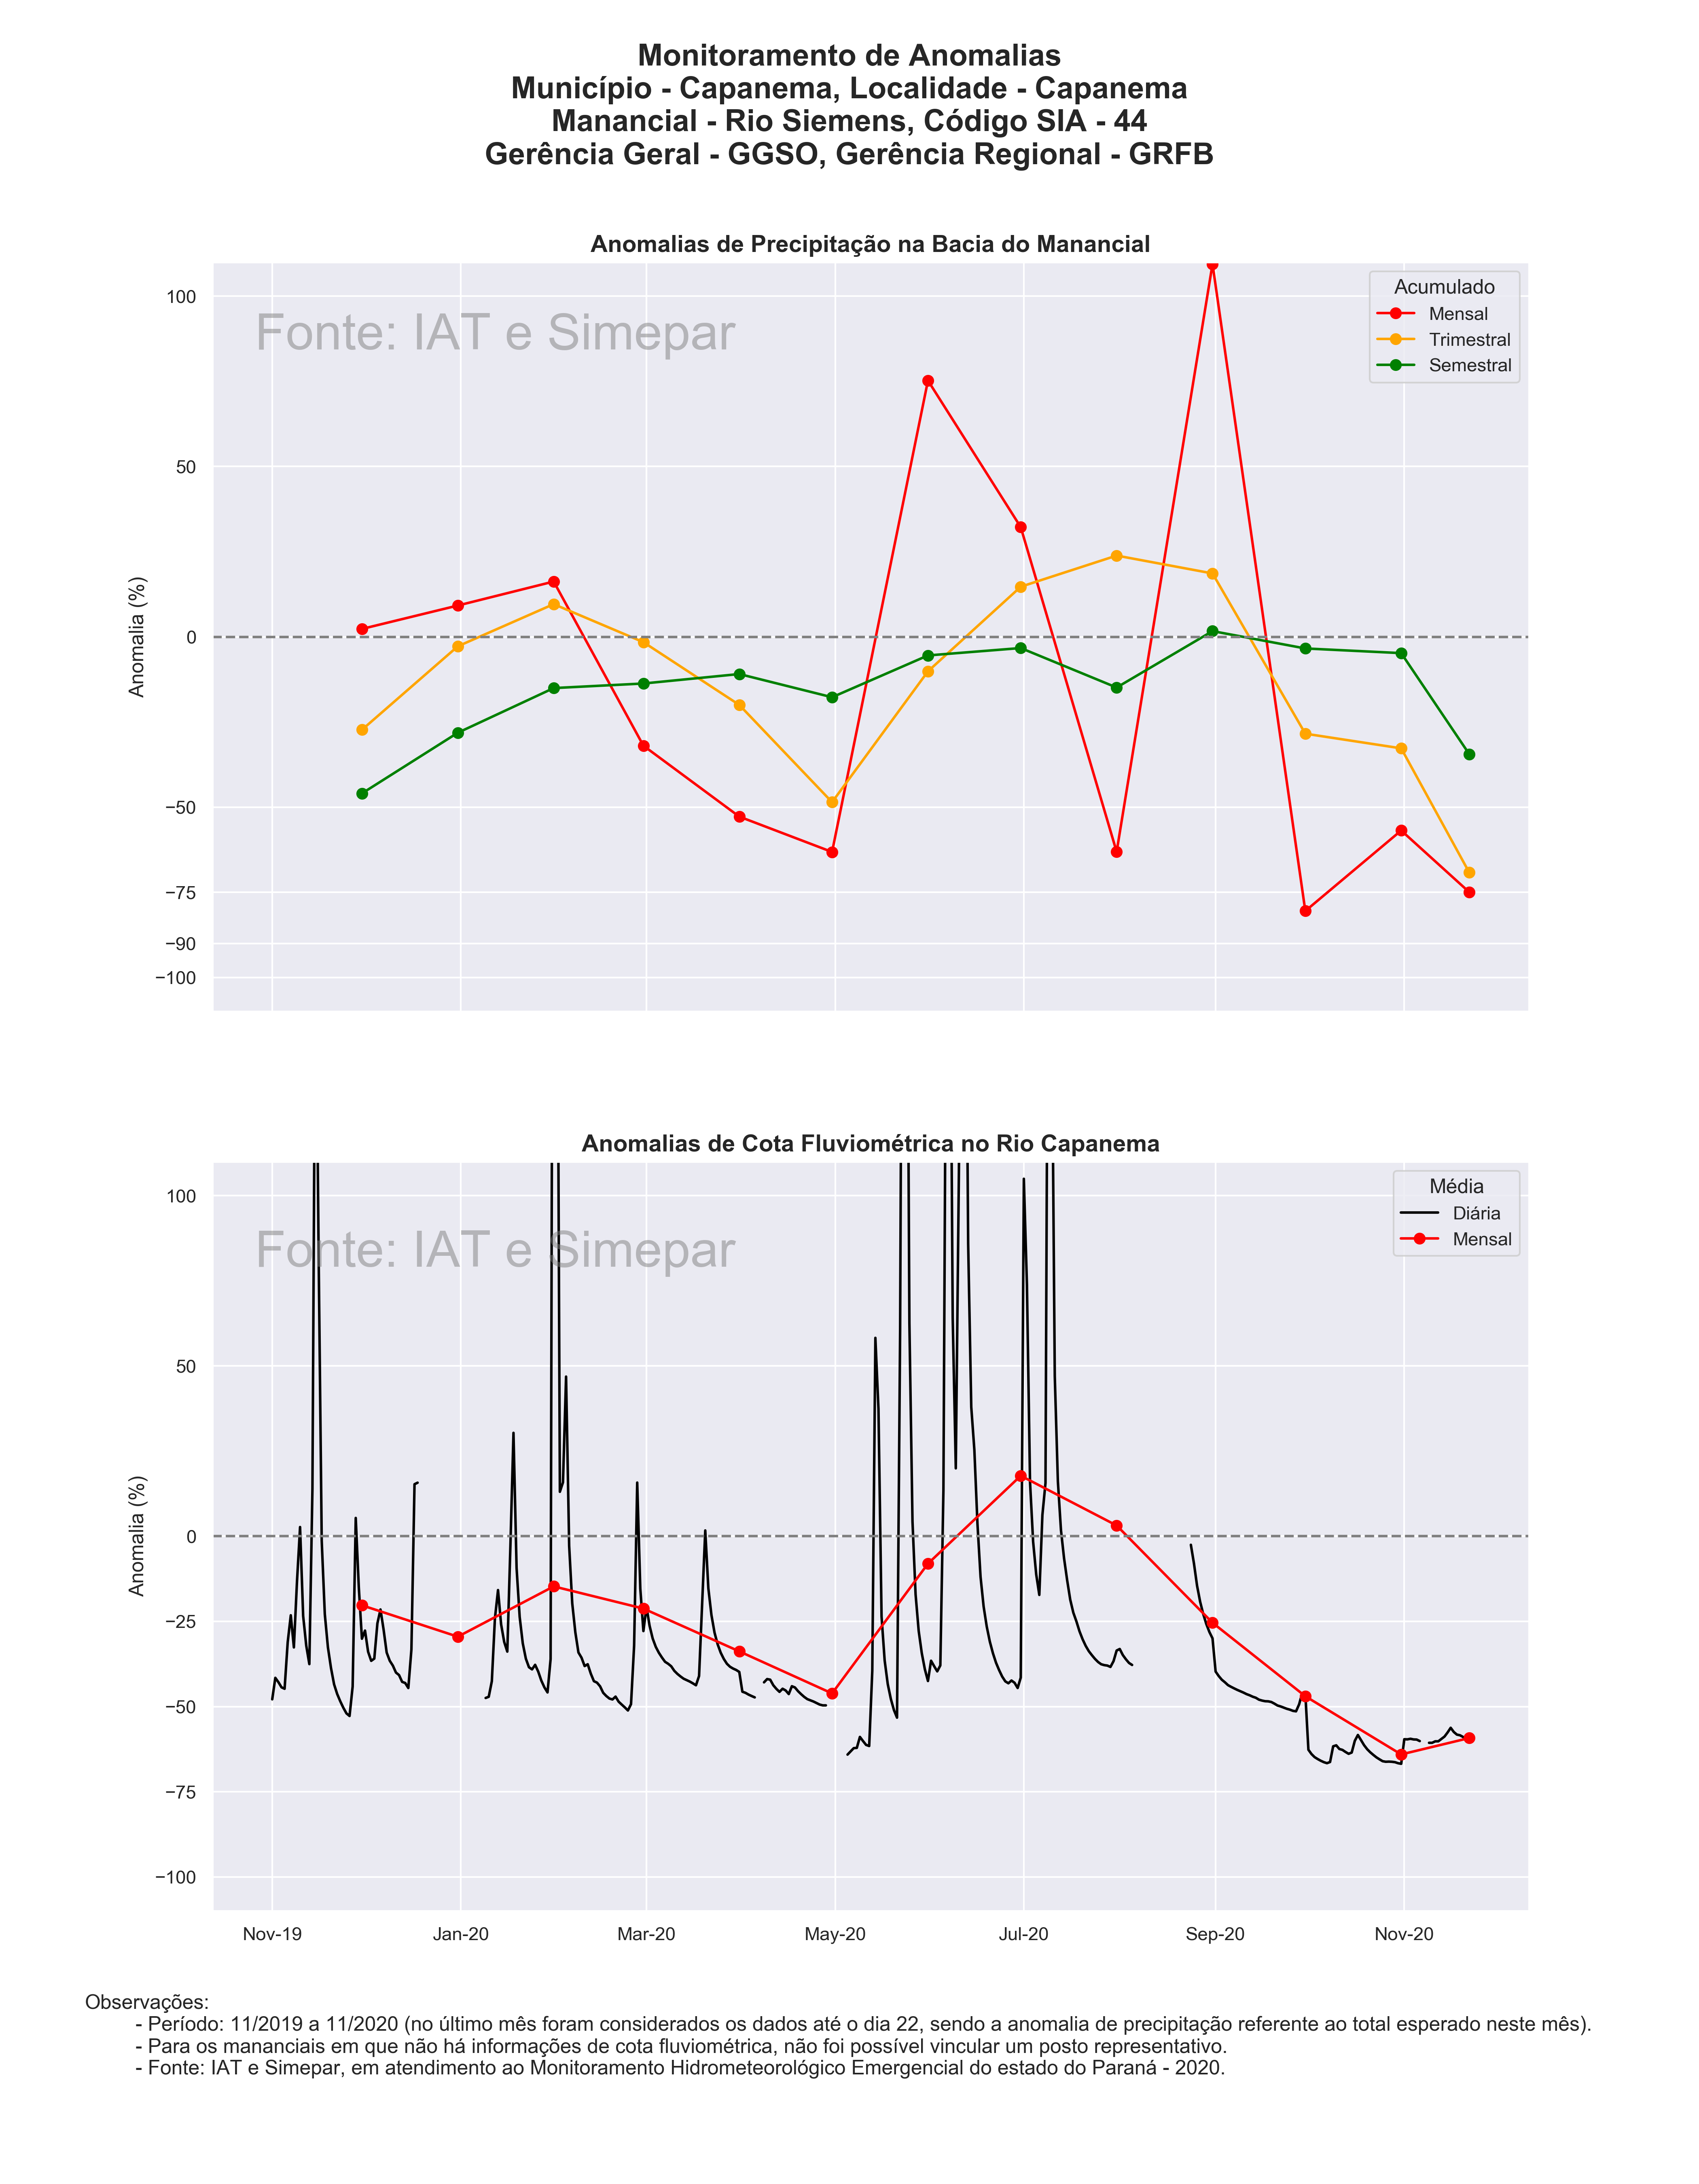 Monitoramento de Anomalias
Município - Capanema, Localidade - Capanema
Manancial - Rio Siemens, Código SIA - 44
Gerência Geral - GGSO, Gerência Regional - GRFB
Anomalias de Precipitação na Bacia do Manancial
Fonte: IAT e Simepar
Acumulado
Mensal
Trimestral
Semestral
Anomalia (%)
100
50
0
−50
−75
−90
−100
Anomalias de Cota Fluviométrica no Rio Capanema
Fonte: IAT e Simepar
Média
Diária
Mensal
Anomalia (%)
100
50
0
−25
−50
−75
−100
Nov-19 Jan-20 Mar-20 May-20 Jul-20 Sep-20 Nov-20
Observações:
- Período: 11/2019 a 11/2020 (no último mês foram considerados os dados até o dia 22, sendo a anomalia de precipitação referente ao total esperado neste mês).
- Para os mananciais em que não há informações de cota fluviométrica, não foi possível vincular um posto representativo.
- Fonte: IAT e Simepar, em atendimento ao Monitoramento Hidrometeorológico Emergencial do estado do Paraná - 2020.